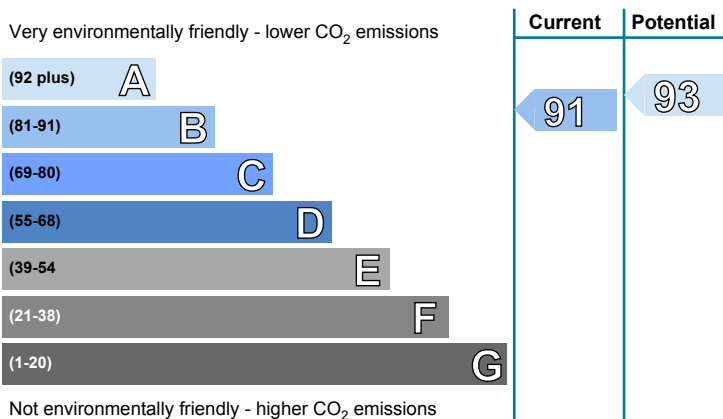 Very environmentally friendly - lower CO2 emissions
Current Potential
(92 plus) A
(81-91) B
91
93
(69-80) C
(55-68) D
(39-54 E
(21-38) F
(1-20) G
Not environmentally friendly - higher CO2 emissions